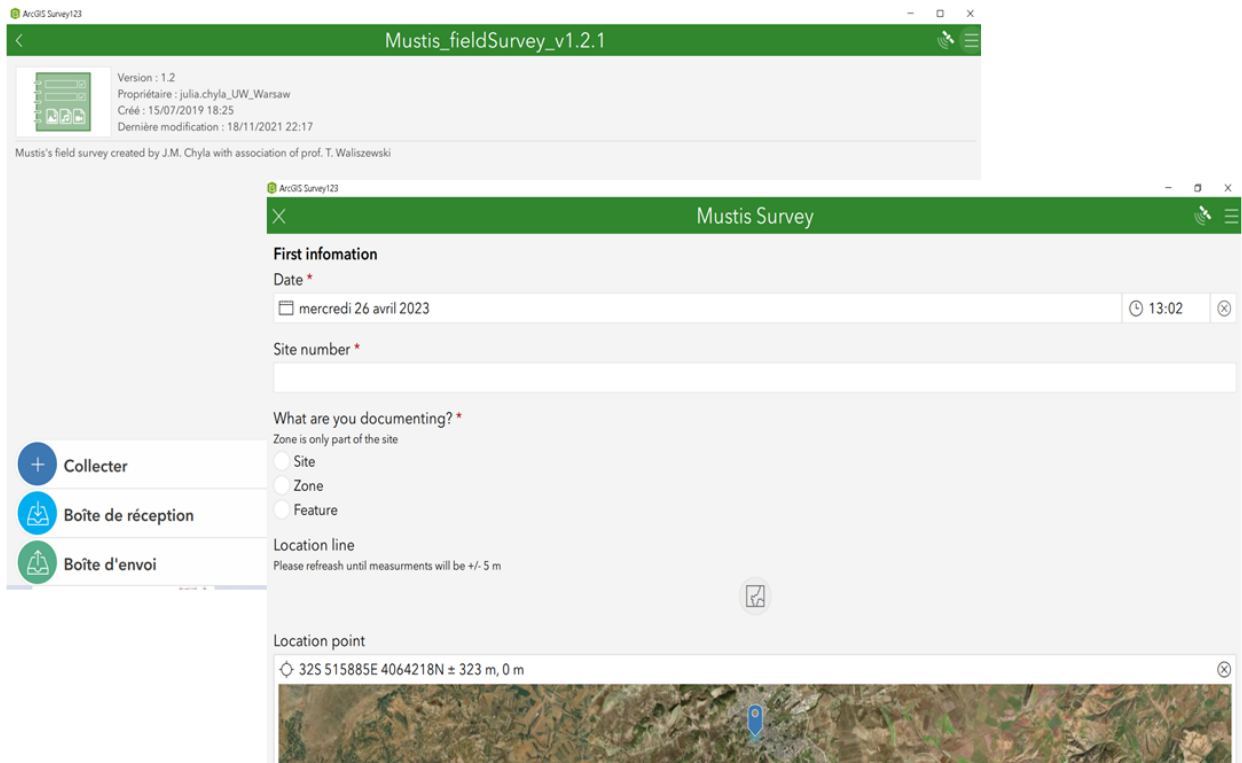 ArcGIS Survey123
Mustis_fieldSurvey_v1.2.1
Version : 1.2
Propriétaire : julia.chyla_UW_Warsaw
Créé : 15/07/2019 18:25
Dernière modification : 18/11/2021 22:17
Mustis's field survey created by J.M. Chyla with association of prof. T. Waliszewski
Collecter
Boîte de réception
Boîte d'envoi
ArcGIS Survey123
Mustis Survey
First infomation
Date *
mercredi 26 avril 2023 13:02
Site number *
What are you documenting? *
Zone is only part of the site
Site
Zone
Feature
Location line
Please refreash until measurments will be +/- 5 m
Location point
32S 515885E 4064218N ± 323 m, 0 m